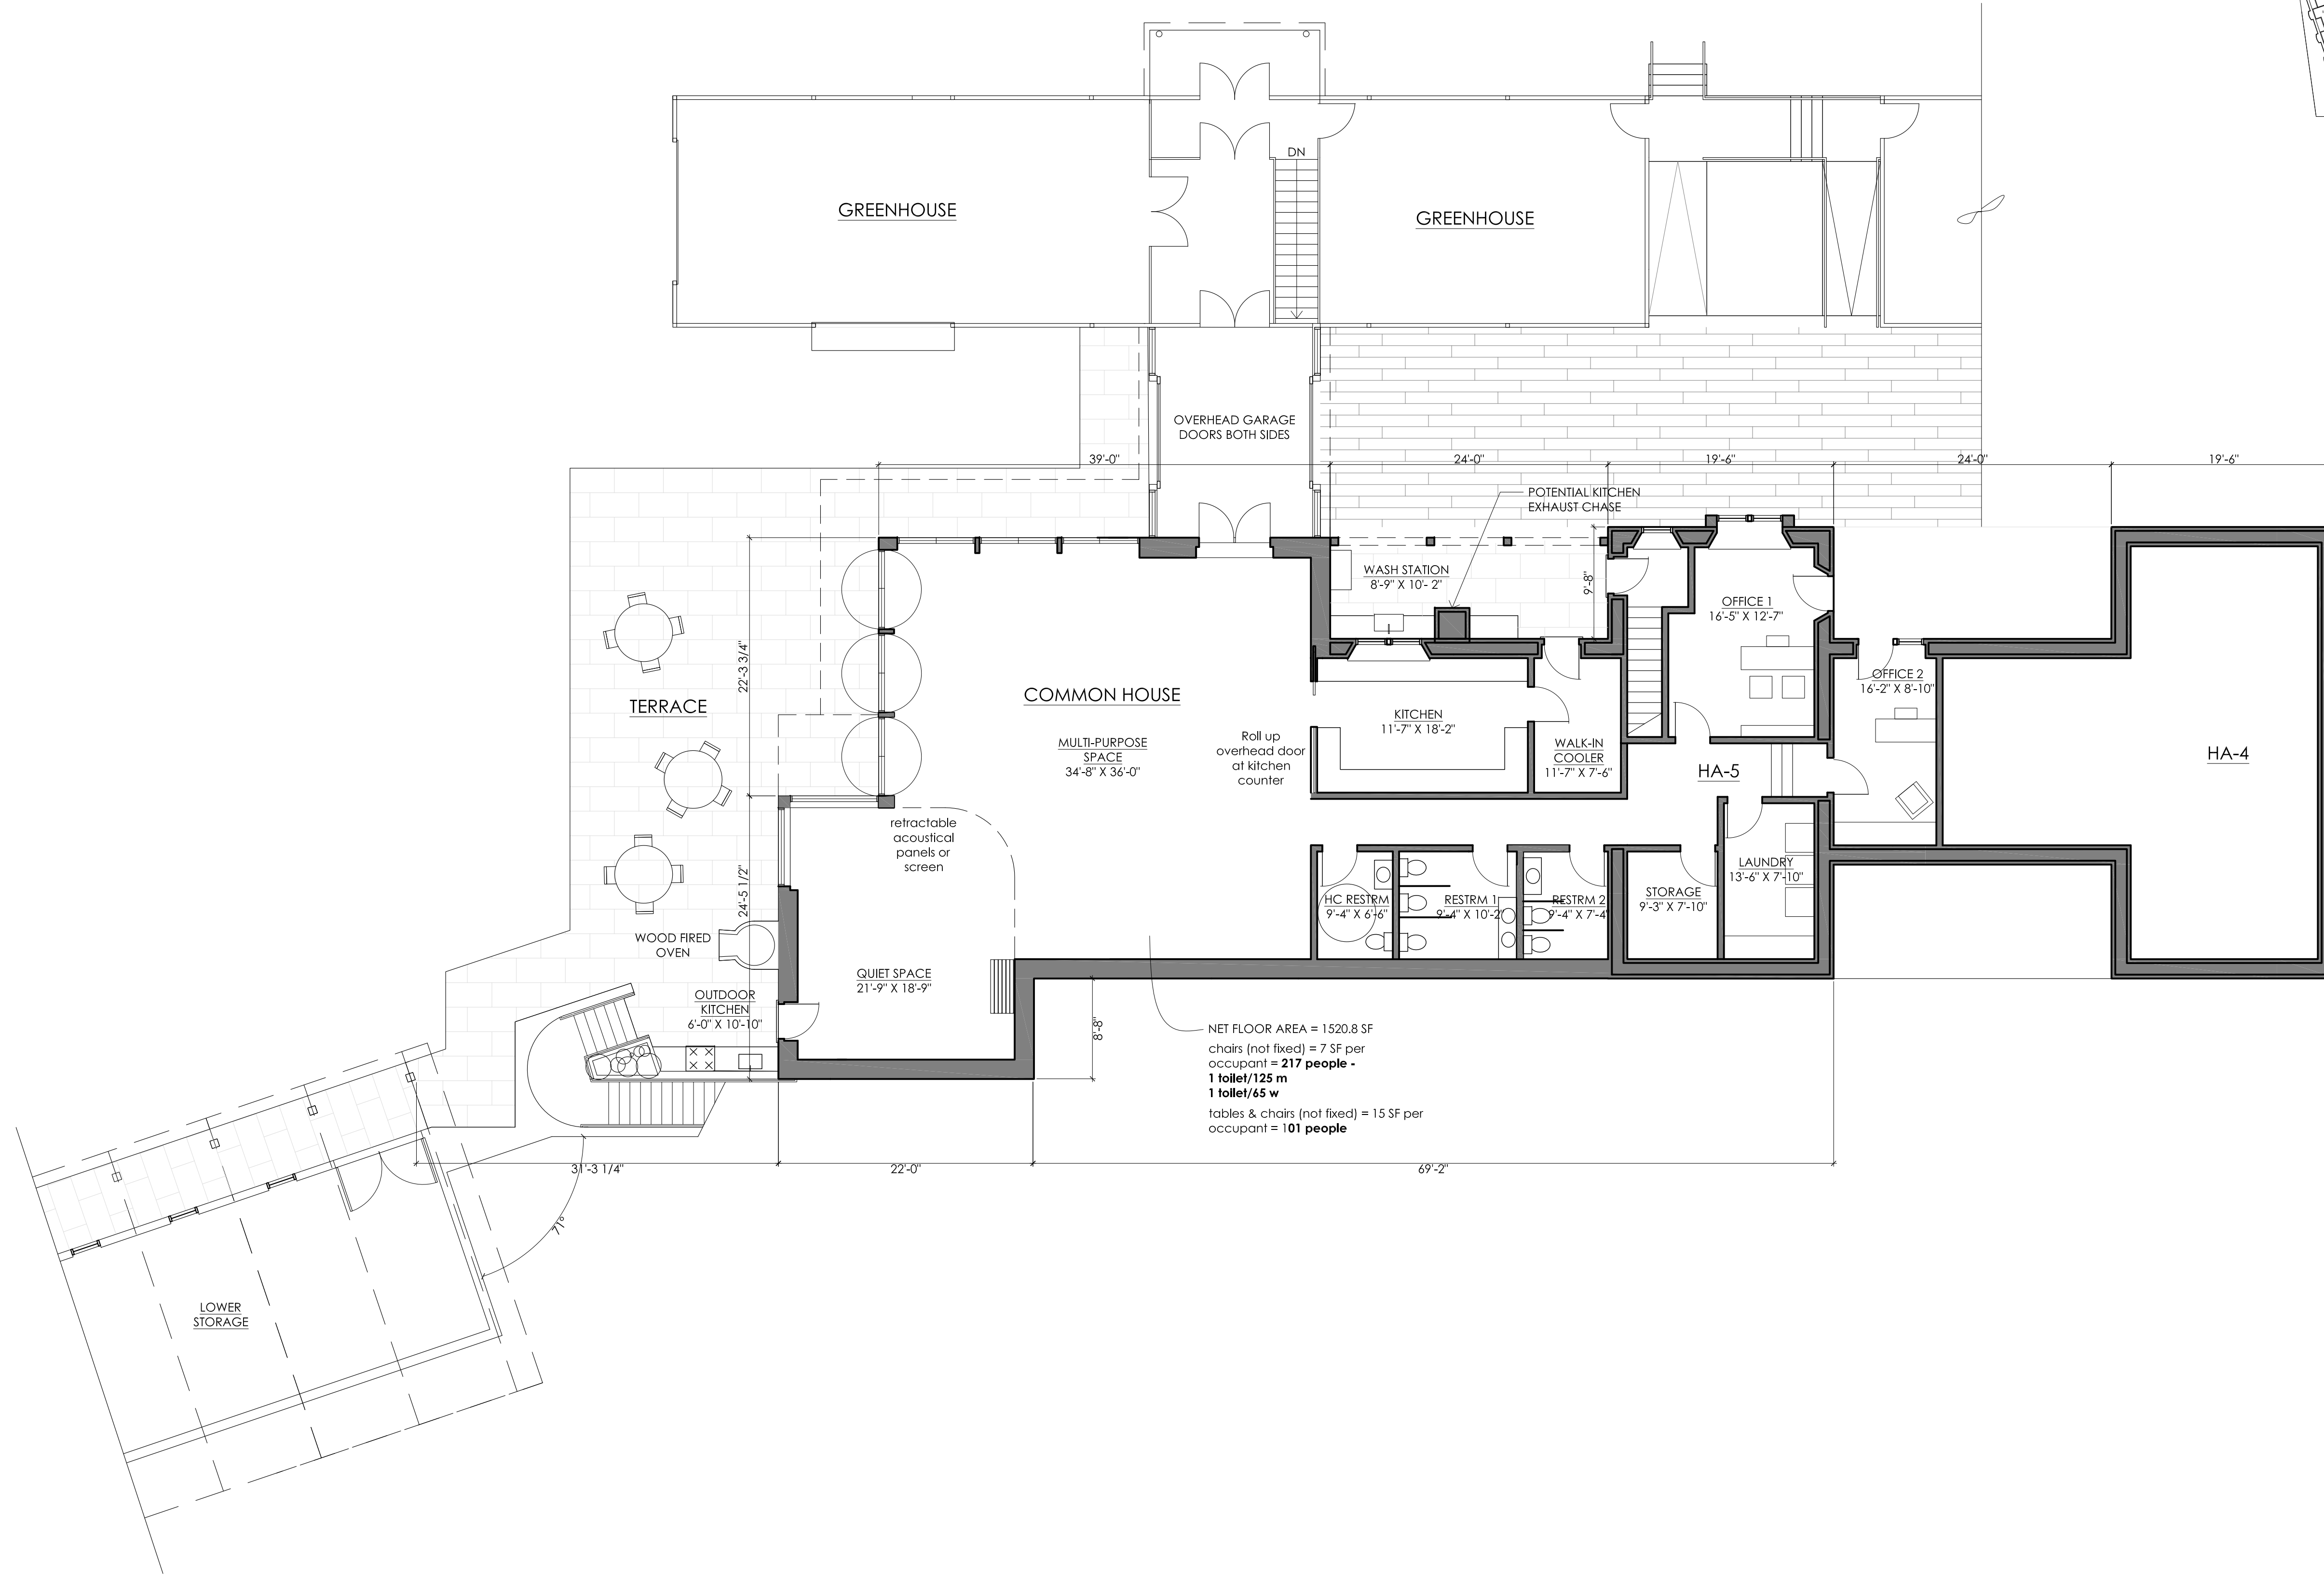 DN
GREENHOUSE
GREENHOUSE
OVERHEAD GARAGE
DOORS BOTH SIDES
39'-0"
24'-0"
19'-6"
24'-0"
19'-6"
POTENTIAL KITCHEN
EXHAUST CHASE
WASH STATION
8'-9" X 10'- 2"
9'-8"
OFFICE 1
16'-5" X 12'-7"
22'-3 3/4"
TERRACE
COMMON HOUSE
MULTI-PURPOSE
SPACE
34'-8" X 36'-0"
Roll up
overhead door
at kitchen
counter
KITCHEN
11'-7" X 18'-2"
WALK-IN
COOLER
11'-7" X 7'-6"
HA-5
OFFICE 2
16'-2" X 8'-10"
HA-4
retractable
acoustical
panels or
screen
24'-5 1/2"
HC RESTRM
9'-4" X 6'-6"
RESTRM 1
9'-4" X 10'-2"
RESTRM 2
9'-4" X 7'-4"
STORAGE
9'-3" X 7'-10"
LAUNDRY
13'-6" X 7'-10"
WOOD FIRED
OVEN
QUIET SPACE
21'-9" X 18'-9"
OUTDOOR
KITCHEN
6'-0" X 10'-10"
8'-8"
NET FLOOR AREA = 1520.8 SF
chairs (not fixed) = 7 SF per
occupant = 217 people -
1 toilet/125 m
1 toilet/65 w
tables & chairs (not fixed) = 15 SF per
occupant = 101 people
31'-3 1/4"
22'-0"
69'-2"
71°
LOWER
STORAGE